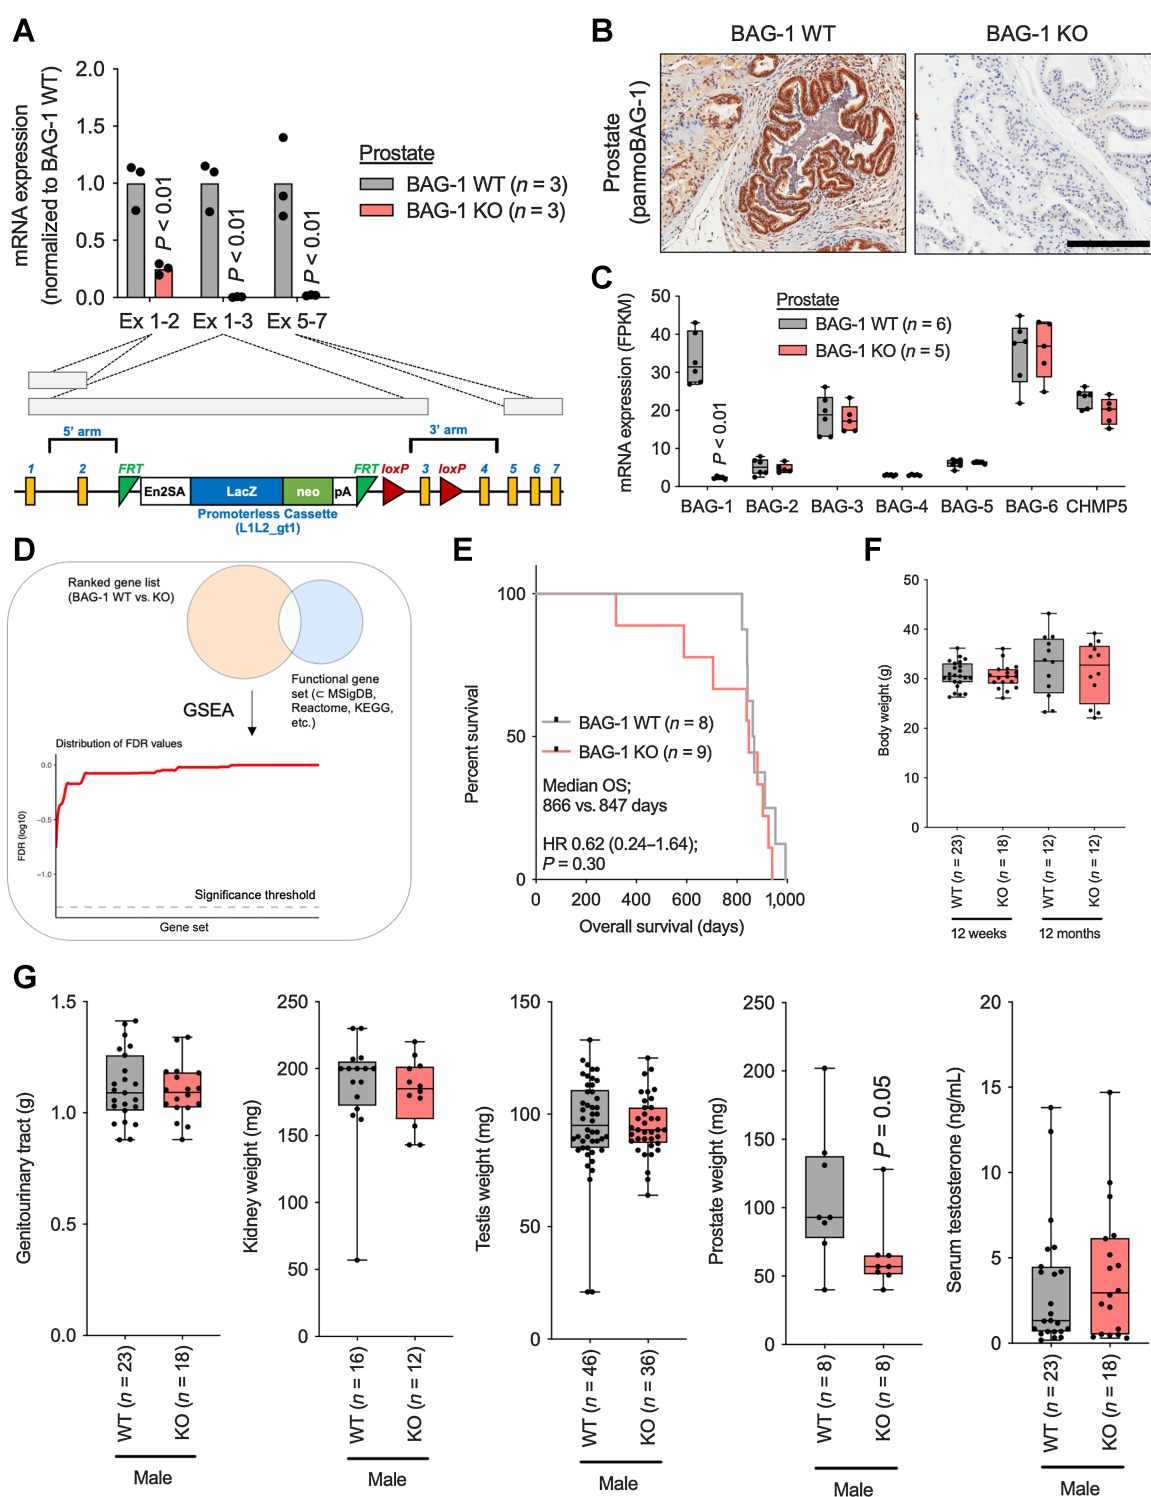 A
mRNA expression
(normalized to BAG-1 WT)
2.0
1.5
1.0
0.5
0.0
P < 0.01
P < 0.01
P < 0.01
Ex 1-2
Ex 1-3
Ex 5-7
Prostate
BAG-1 WT (n = 3)
BAG-1 KO (n = 3)
5' arm
3' arm
1
2
FRT
FRT
loxP
3
loxP
4
5
6
7
En2SA
LacZ
neo
pA
Promoterless Cassette
(L1L2_gt1)
B
BAG-1 WT
BAG-1 KO
Prostate
(panmoBAG-1)
C
mRNA expression (FPKM)
50
40
30
20
10
0
Prostate
BAG-1 WT (n = 6)
BAG-1 KO (n = 5)
P < 0.01
BAG-1
BAG-2
BAG-3
BAG-4
BAG-5
BAG-6
CHMP5
D
Ranked gene list
(BAG-1 WT vs. KO)
Functional gene
set (⊂ MSigDB,
Reactome, KEGG,
etc.)
GSEA
Distribution of FDR values
FDR (log10)
0.0
−0.5
−1.0
Significance threshold
Gene set
E
Percent survival
100
50
0
BAG-1 WT (n = 8)
BAG-1 KO (n = 9)
Median OS;
866 vs. 847 days
HR 0.62 (0.24–1.64);
P = 0.30
0
200
400
600
800
1,000
Overall survival (days)
F
Body weight (g)
50
40
30
20
10
0
WT (n = 23)
KO (n = 18)
WT (n = 12)
KO (n = 12)
12 weeks
12 months
G
Genitourinary tract (g)
1.5
1.0
0.5
0.0
WT (n = 23)
KO (n = 18)
Male
Kidney weight (mg)
250
200
150
100
50
0
WT (n = 16)
KO (n = 12)
Male
Testis weight (mg)
150
100
50
0
WT (n = 46)
KO (n = 36)
Male
Prostate weight (mg)
250
200
150
100
50
0
P = 0.05
WT (n = 8)
KO (n = 8)
Male
Serum testosterone (ng/mL)
20
15
10
5
0
WT (n = 23)
KO (n = 18)
Male